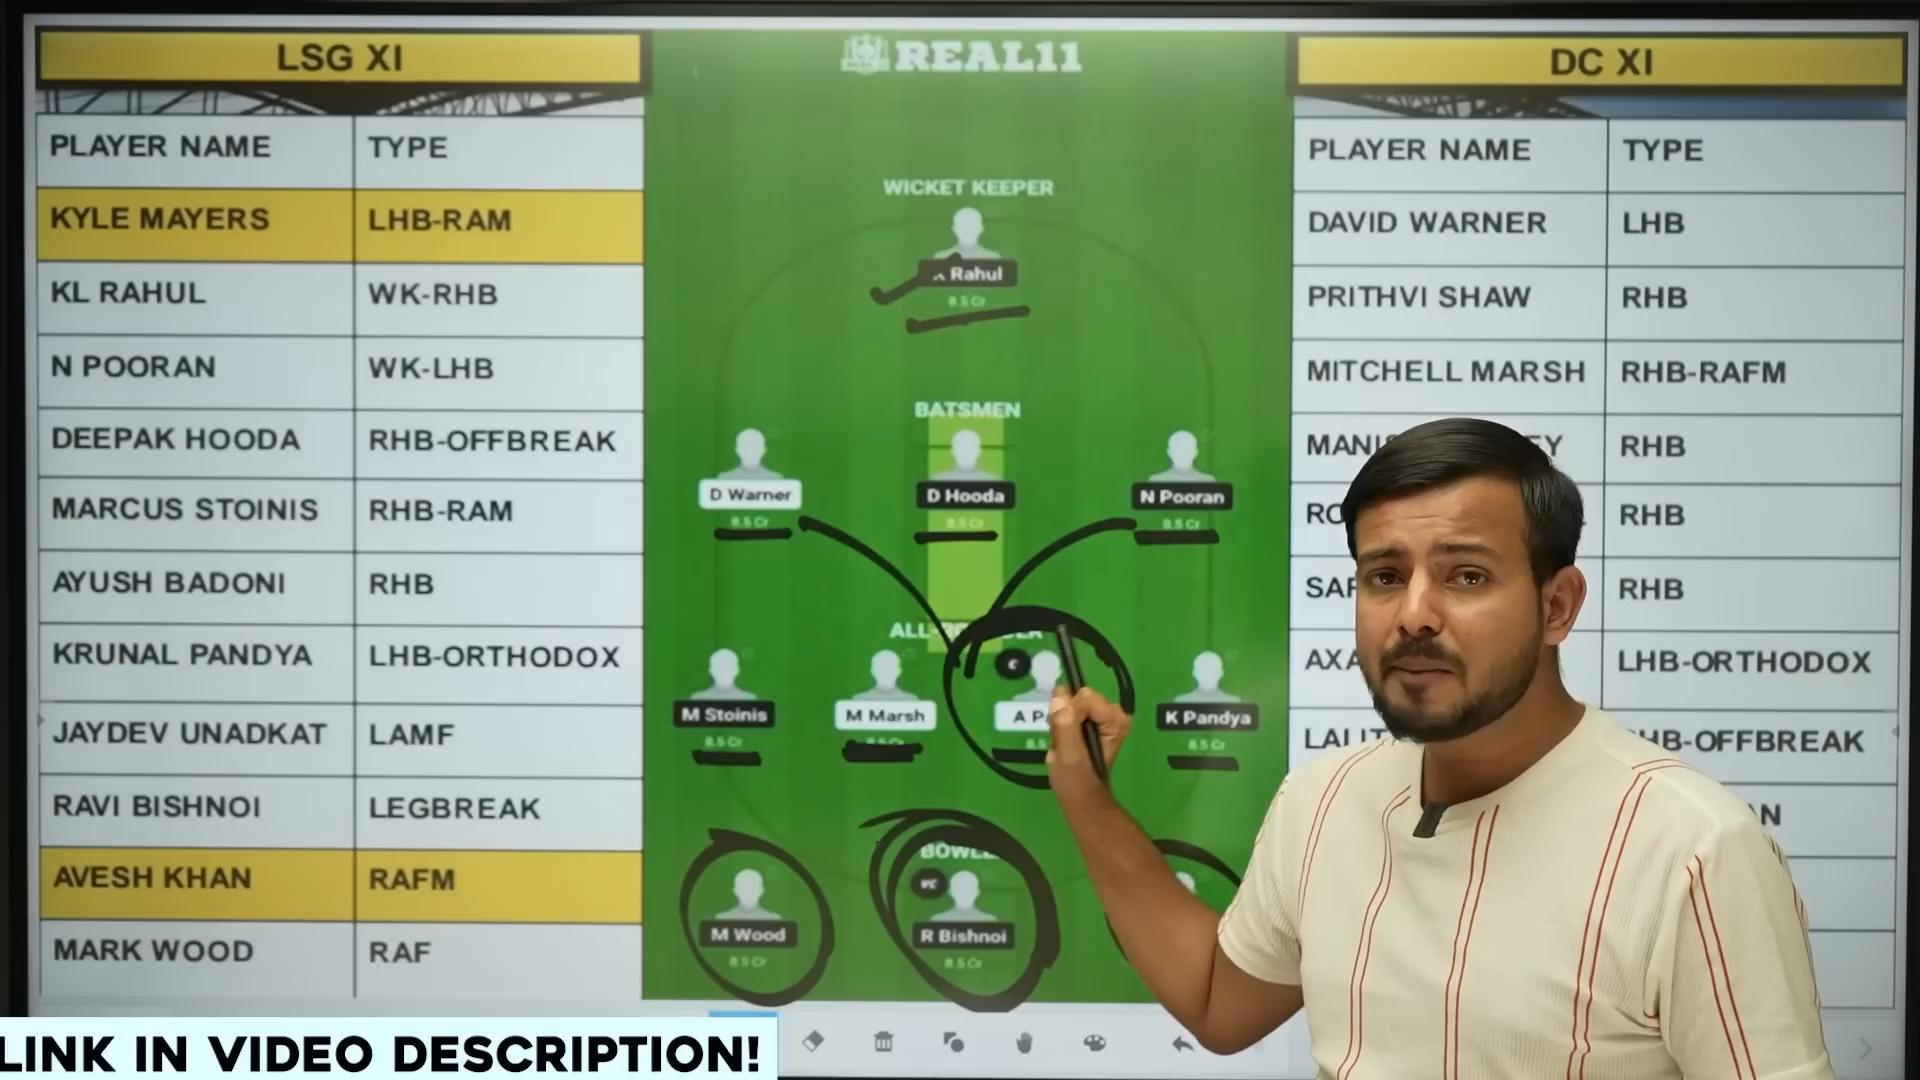 LSG XI
PLAYER NAME TYPE
KYLE MAYERS LHB-RAM
KL RAHUL WK-RHB
N POORAN WK-LHB
DEEPAK HOODA RHB-OFFBREAK
MARCUS STOINIS RHB-RAM
AYUSH BADONI RHB
KRUNAL PANDYA LHB-ORTHODOX
JAYDEV UNADKAT LAMF
RAVI BISHNOI LEGBREAK
AVESH KHAN RAFM
MARK WOOD RAF
REAL11
WICKET KEEPER
Rahul
8.5 Cr
BATSMEN
D Warner D Hooda N Pooran
8.5 Cr 8.5 Cr 8.5 Cr
C
M Stoinis M Marsh A K Pandya
8.5 Cr 8.5 8.5 Cr
VC
M Wood R Bishnoi
8.5 Cr 8.5 Cr
DC XI
PLAYER NAME TYPE
DAVID WARNER LHB
PRITHVI SHAW RHB
MITCHELL MARSH RHB-RAFM
RHB
RHB
RHB
LHB-ORTHODOX
HB-OFFBREAK
LINK IN VIDEO DESCRIPTION!